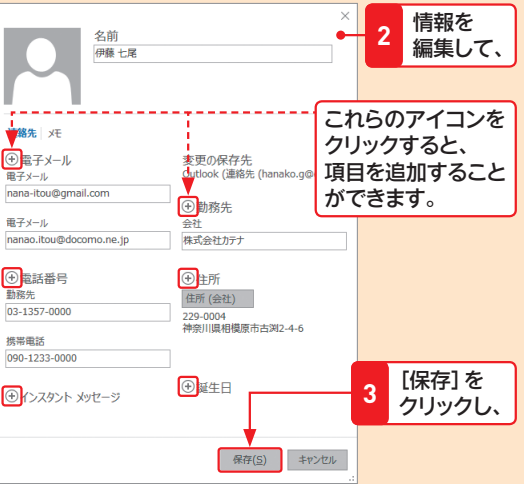 名前
伊藤 七尾
2
情報を
編集して、
これらのアイコンを
クリックすると、
項目を追加すること
ができます。
連絡先 メモ
電子メール
電子メール
nana-itou@gmail.com
電子メール
nanao.itou@docomo.ne.jp
変更の保存先
Outlook (連絡先 (hanako.g@
勤務先
会社
株式会社カテナ
電話番号
勤務先
03-1357-0000
携帯電話
090-1233-0000
住所
住所 (会社)
229-0004
神奈川県相模原市古渕2-4-6
インスタント メッセージ
誕生日
3
[保存]を
クリックし、
保存(S)
キャンセル